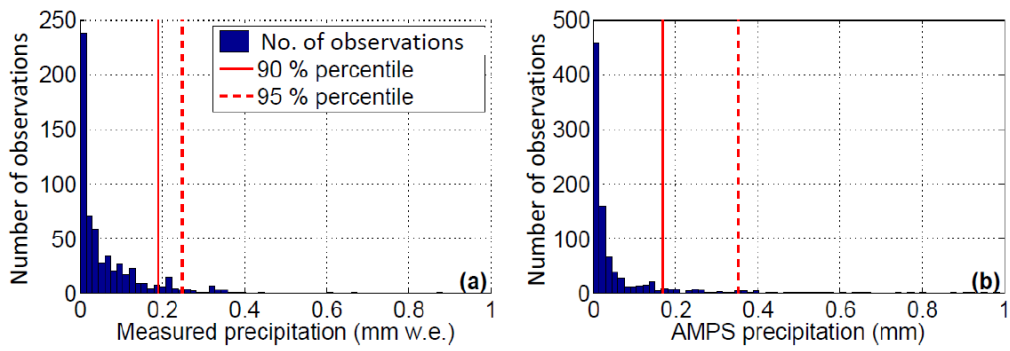 250
200
150
100
50
0
Number of observations
No. of observations
90 % percentile
95 % percentile
(a)
0
0.2
0.4
0.6
0.8
1
Measured precipitation (mm w.e.)
500
400
300
200
100
0
Number of observations
(b)
0
0.2
0.4
0.6
0.8
1
AMPS precipitation (mm)